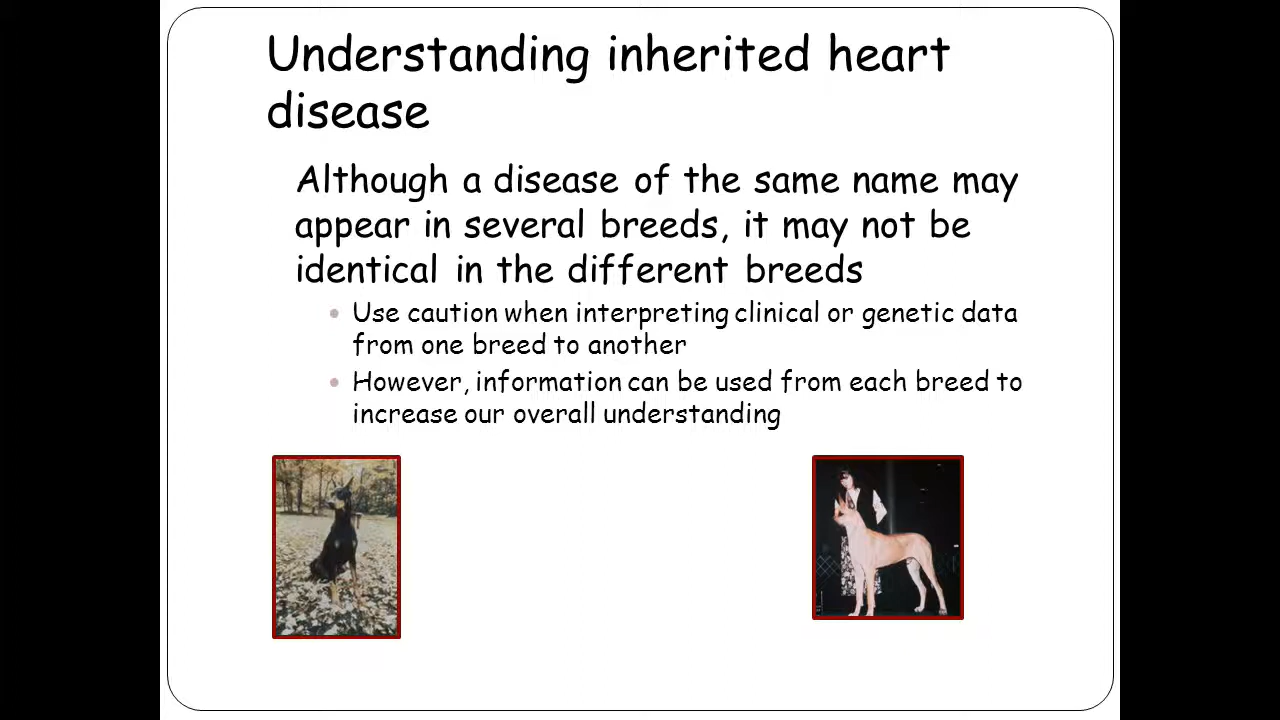 Understanding inherited heart
disease
Although a disease of the same name may
appear in several breeds, it may not be
identical in the different breeds
• Use caution when interpreting clinical or genetic data
from one breed to another
• However, information can be used from each breed to
increase our overall understanding